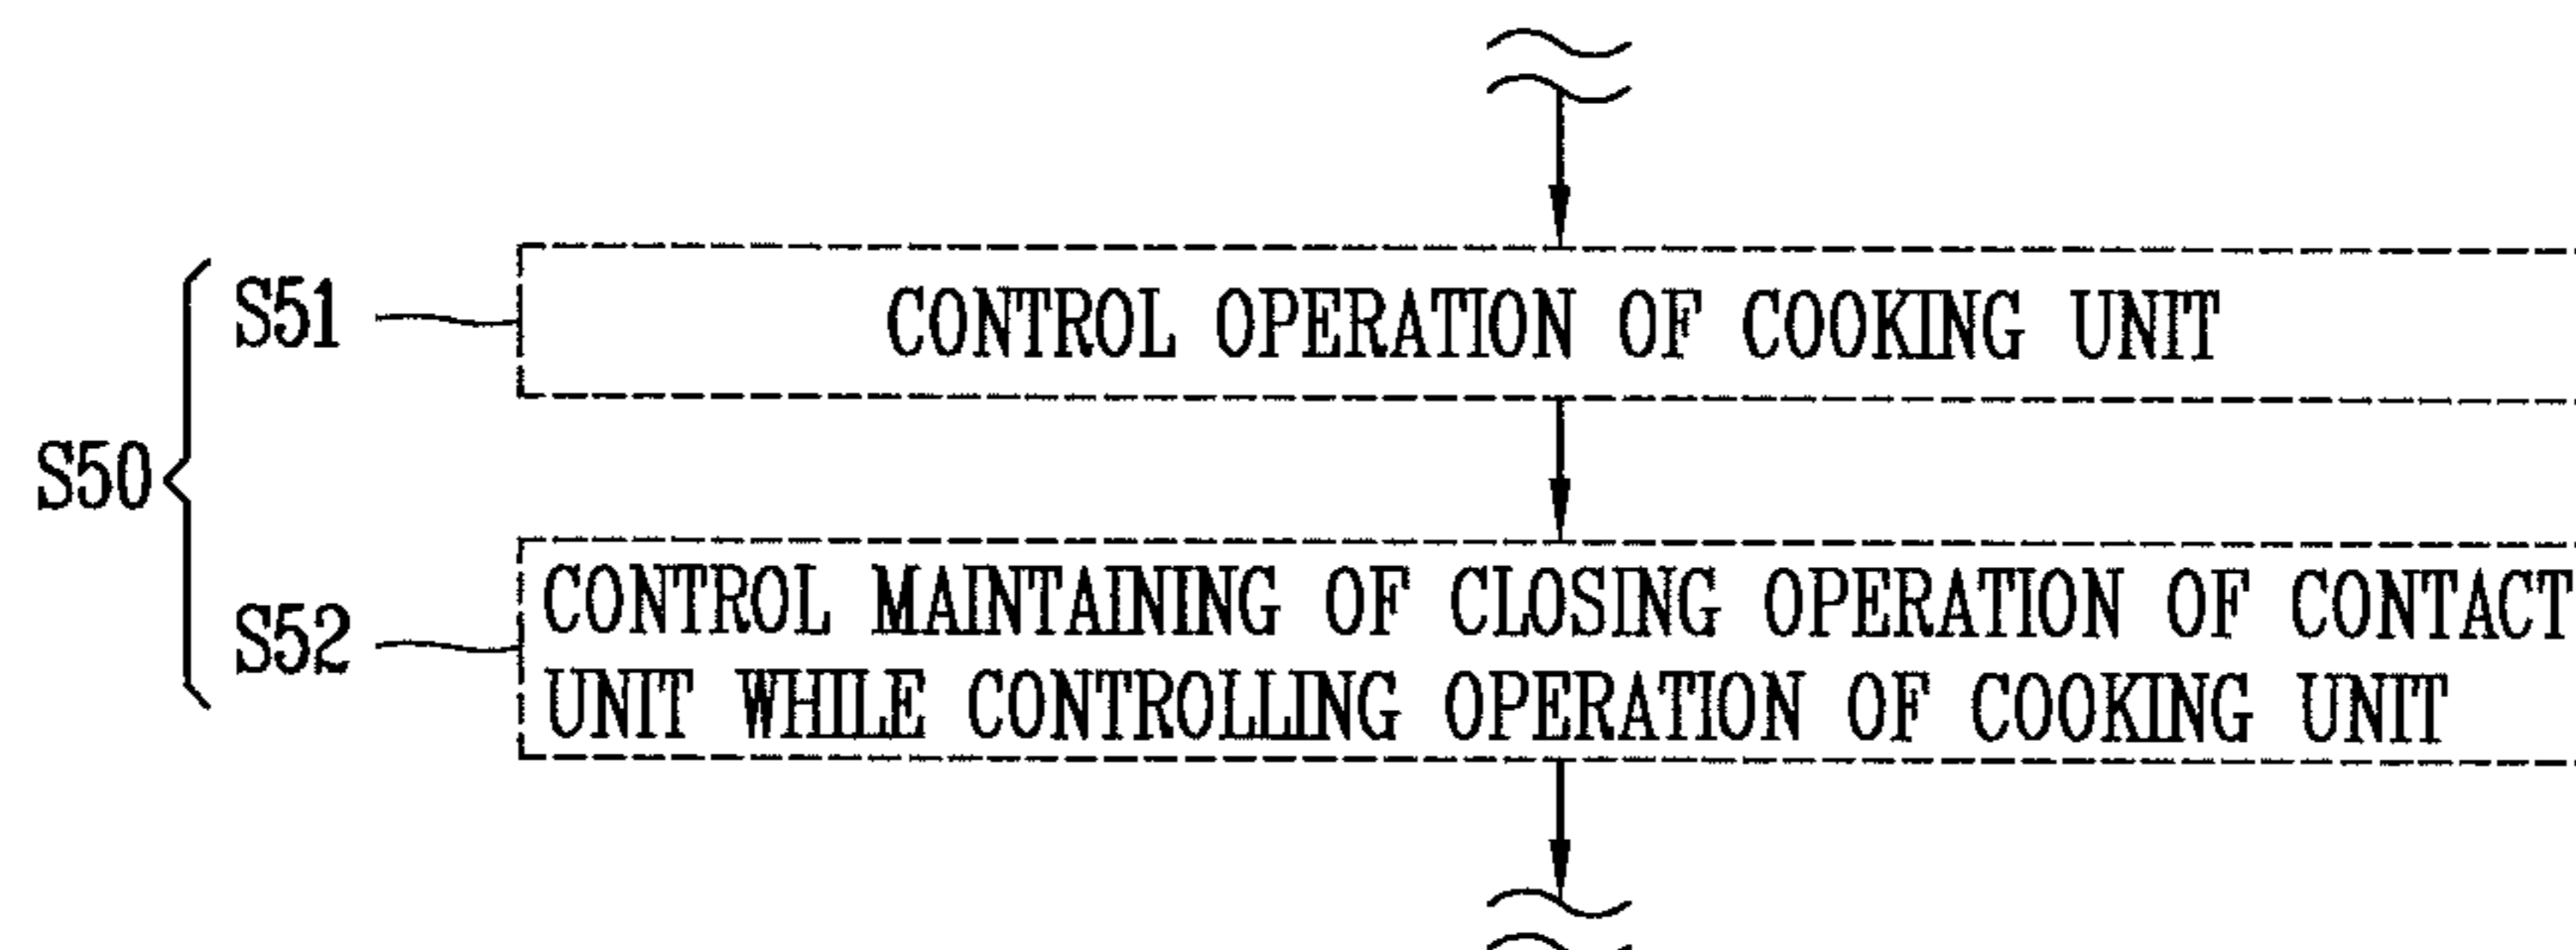 S51
CONTROL OPERATION OF COOKING UNIT
S50
S52
CONTROL MAINTAINING OF CLOSING OPERATION OF CONTACT
UNIT WHILE CONTROLLING OPERATION OF COOKING UNIT